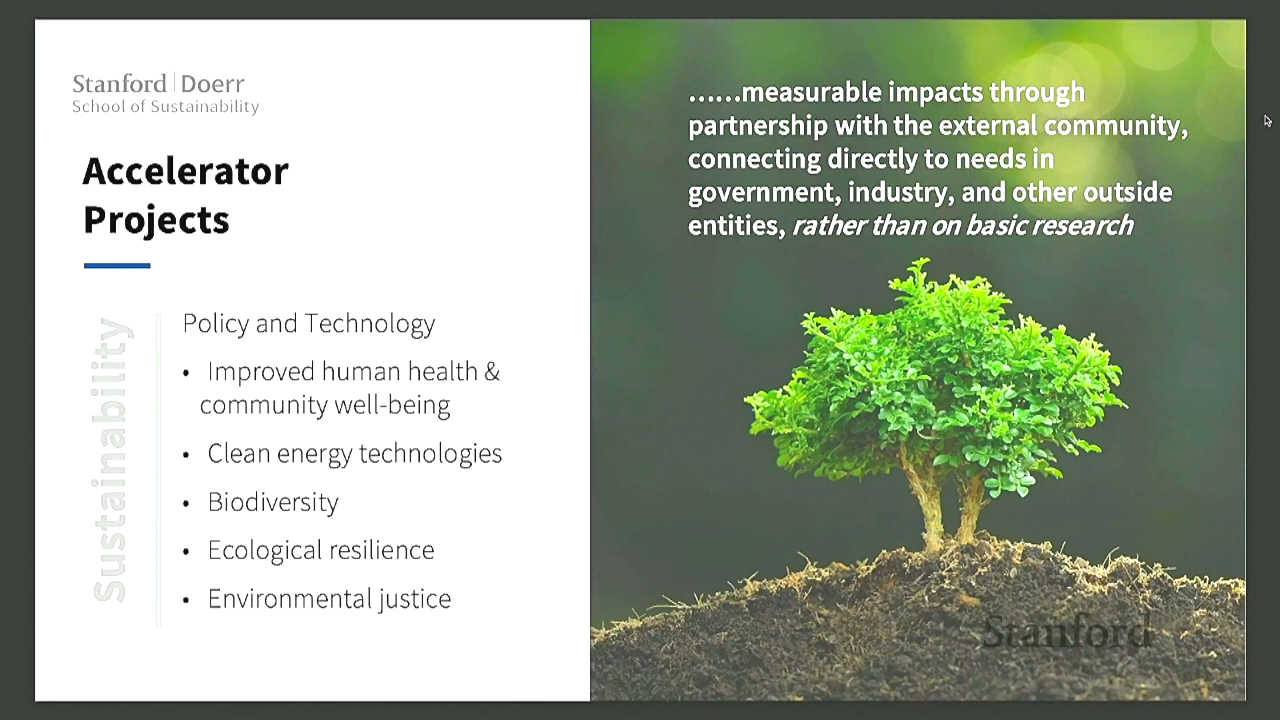 Stanford | Doerr
School of Sustainability
Accelerator
Projects
Sustainability
Policy and Technology
• Improved human health &
community well-being
• Clean energy technologies
• Biodiversity
• Ecological resilience
• Environmental justice
......measurable impacts through
partnership with the external community,
connecting directly to needs in
government, industry, and other outside
entities, rather than on basic research
Stanford